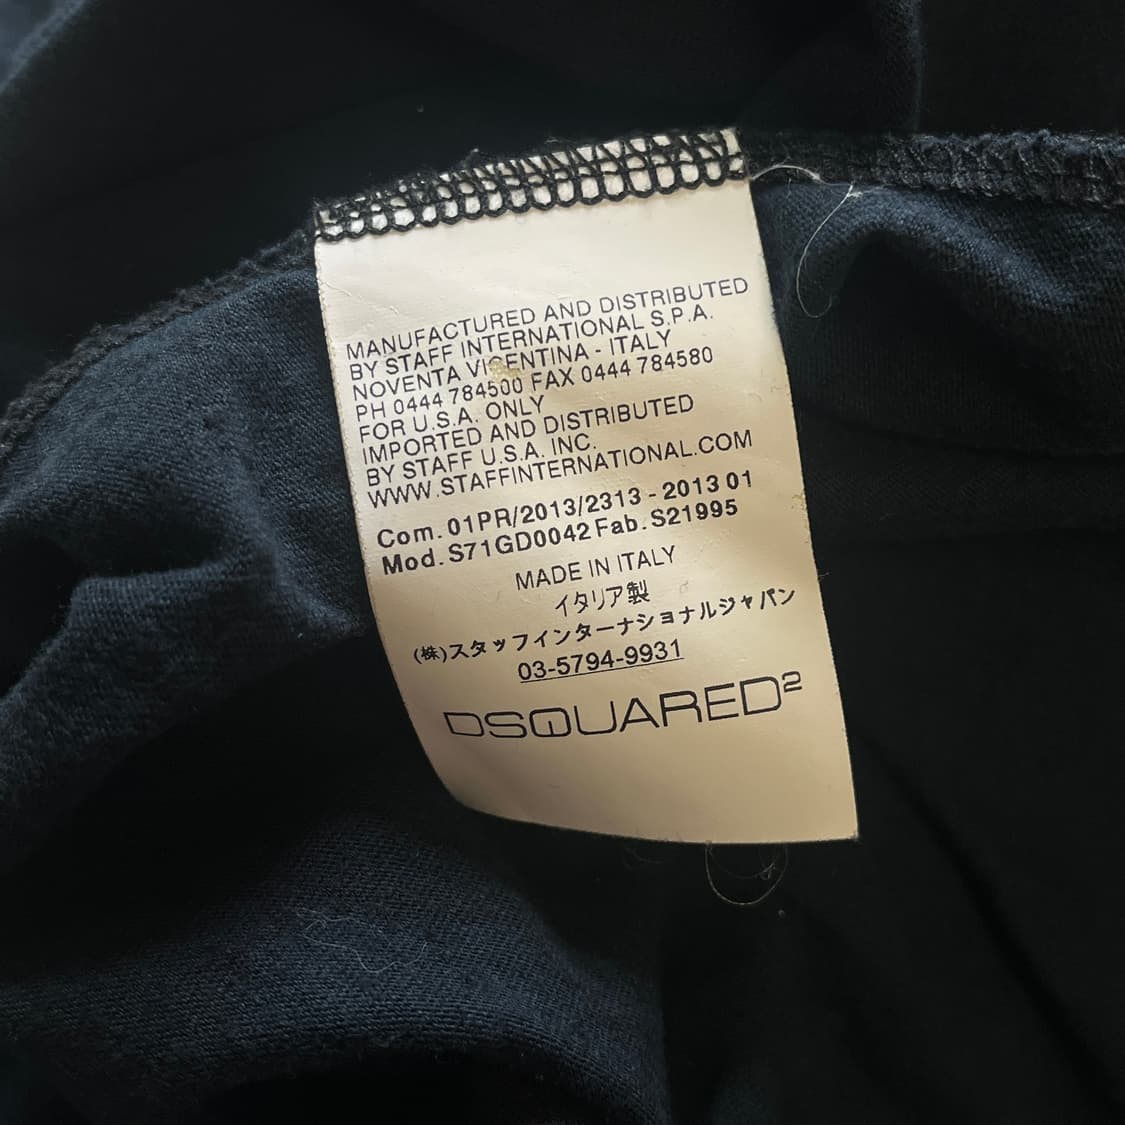 MANUFACTURED AND DISTRIBUTED
BY STAFF INTERNATIONAL S.P.A.
NOVENTA VICENTINA - ITALY
PH 0444 784500 FAX 0444 784580
FOR U.S.A. ONLY
IMPORTED AND DISTRIBUTED
BY STAFF U.S.A. INC.
WWW.STAFFINTERNATIONAL.COM
Com. 01PR/2013/2313 - 2013 01
Mod. S71GD0042 Fab. S21995
MADE IN ITALY
イタリア製
(株)スタッフインターナショナルジャパン
03-5794-9931
DSQUARED²